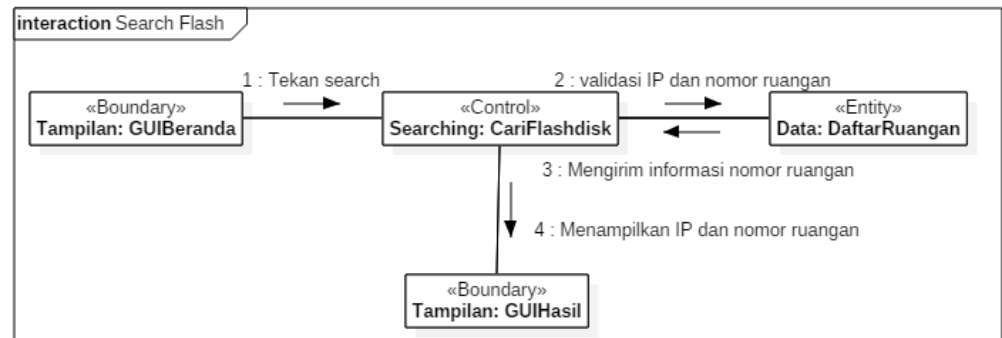 interaction Search Flash
1 : Tekan search
2 : validasi IP dan nomor ruangan
«Boundary»
Tampilan: GUIBeranda
«Control»
Searching: CariFlashdisk
«Entity»
Data: DaftarRuangan
3 : Mengirim informasi nomor ruangan
4 : Menampilkan IP dan nomor ruangan
«Boundary»
Tampilan: GUIHasil